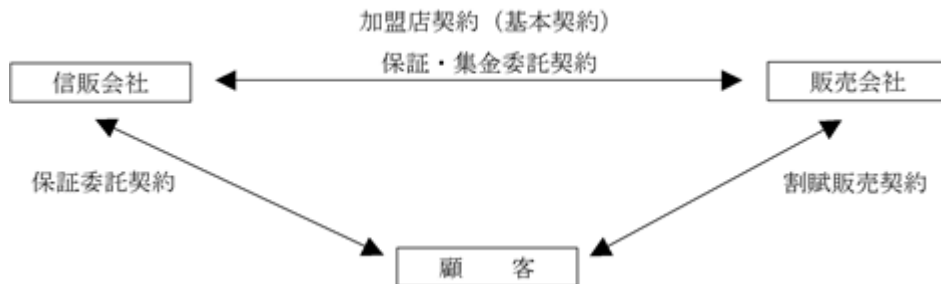 加盟店契約（基本契約）
保証・集金委託契約
信販会社
販売会社
保証委託契約
割賦販売契約
顧　　客